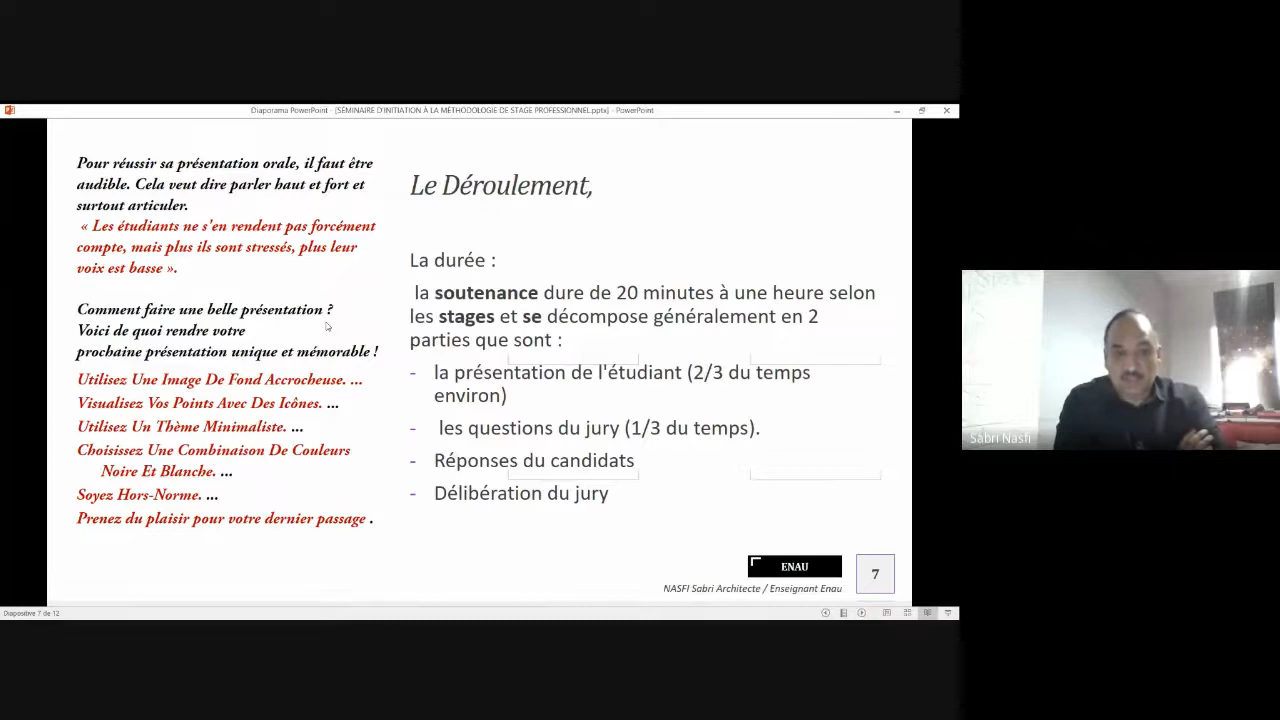 Diaporama PowerPoint - [SÉMINAIRE D'INITIATION À LA MÉTHODOLOGIE DE STAGE PROFESSIONNEL.pptx] - PowerPoint
Pour réussir sa présentation orale, il faut être
audible. Cela veut dire parler haut et fort et
surtout articuler.
« Les étudiants ne s'en rendent pas forcément
compte, mais plus ils sont stressés, plus leur
voix est basse ».
Comment faire une belle présentation ?
Voici de quoi rendre votre
prochaine présentation unique et mémorable !
Utilisez Une Image De Fond Accrocheuse. ...
Visualisez Vos Points Avec Des Icônes. ...
Utilisez Un Thème Minimaliste. ...
Choisissez Une Combinaison De Couleurs
Noire Et Blanche. ...
Soyez Hors-Norme. ...
Prenez du plaisir pour votre dernier passage .
Le Déroulement,
La durée :
la soutenance dure de 20 minutes à une heure selon
les stages et se décompose généralement en 2
parties que sont :
- la présentation de l'étudiant (2/3 du temps
environ)
- les questions du jury (1/3 du temps).
- Réponses du candidats
- Délibération du jury
ENAU
7
NASFI Sabri Architecte / Enseignant Enau
Diapositive 7 de 12
Sabri Nasfi